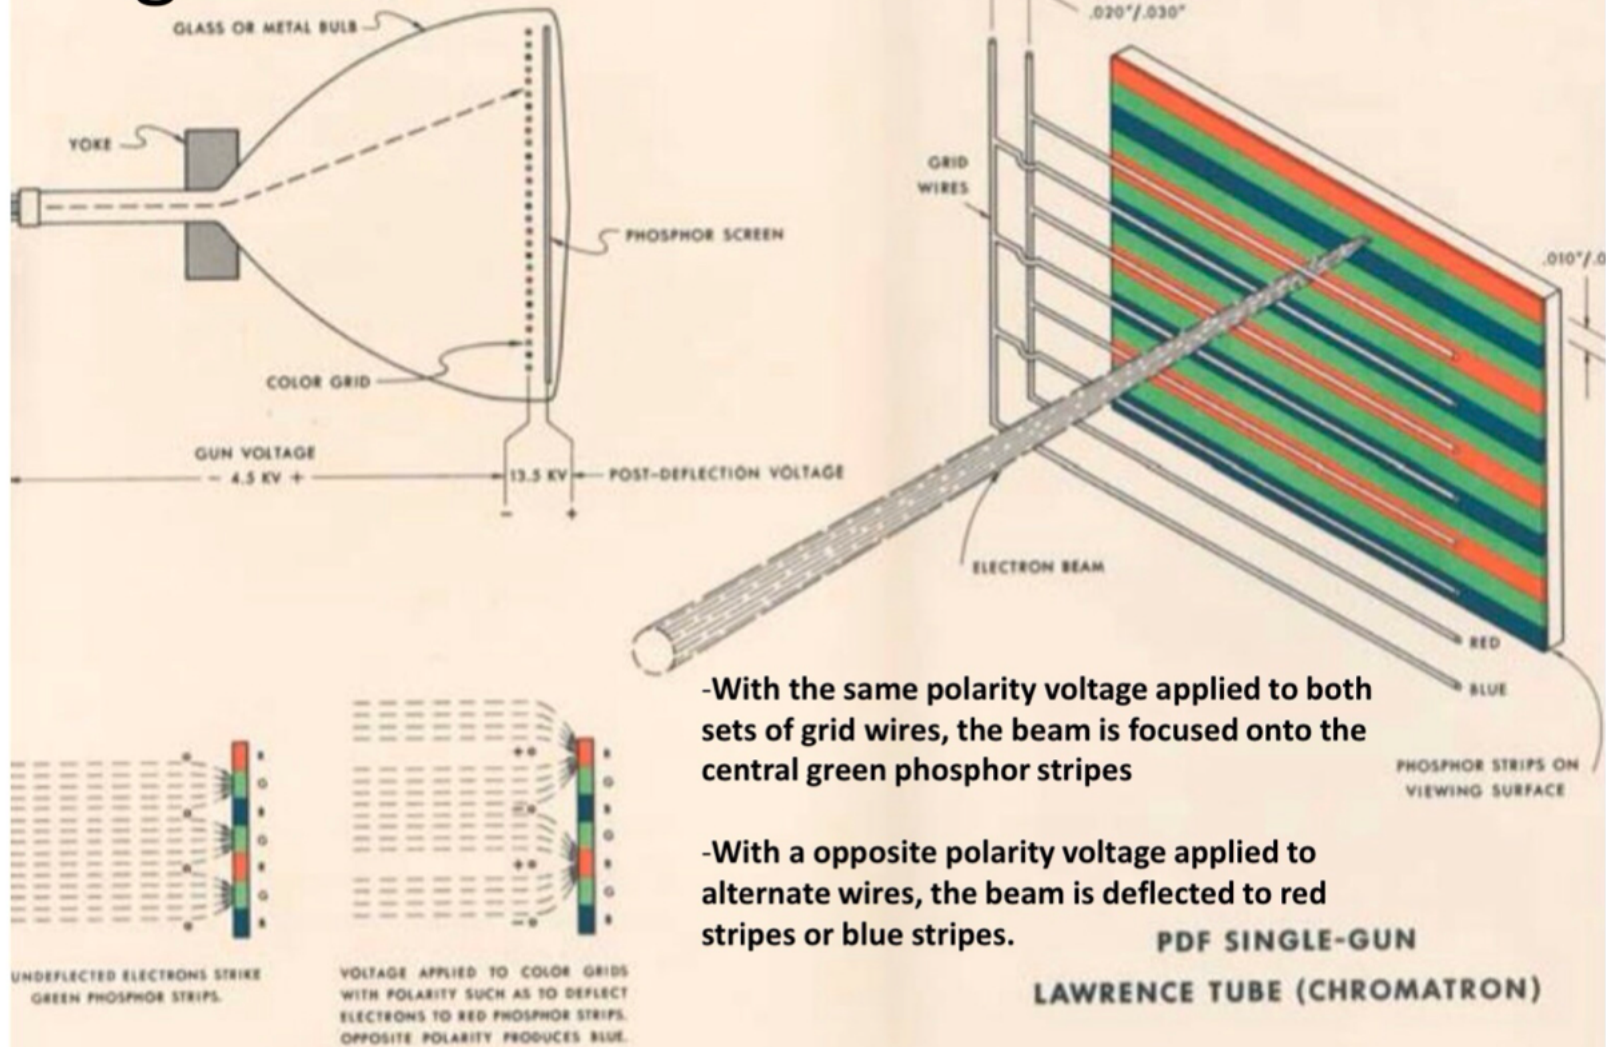 GLASS OR METAL BULB
.020"/.030"
YOKE
GRID
WIRES
PHOSPHOR SCREEN
COLOR GRID
GUN VOLTAGE
- 4.5 KV +
13.5 KV
POST-DEFLECTION VOLTAGE
- +
ELECTRON BEAM
RED
BLUE
PHOSPHOR STRIPS ON
VIEWING SURFACE
-With the same polarity voltage applied to both
sets of grid wires, the beam is focused onto the
central green phosphor stripes
-With a opposite polarity voltage applied to
alternate wires, the beam is deflected to red
stripes or blue stripes.
R
G
B
G
R
G
B
UNDEFLECTED ELECTRONS STRIKE
GREEN PHOSPHOR STRIPS.
+
-
+
-
R
G
B
G
R
G
B
VOLTAGE APPLIED TO COLOR GRIDS
WITH POLARITY SUCH AS TO DEFLECT
ELECTRONS TO RED PHOSPHOR STRIPS.
OPPOSITE POLARITY PRODUCES BLUE.
PDF SINGLE-GUN
LAWRENCE TUBE (CHROMATRON)